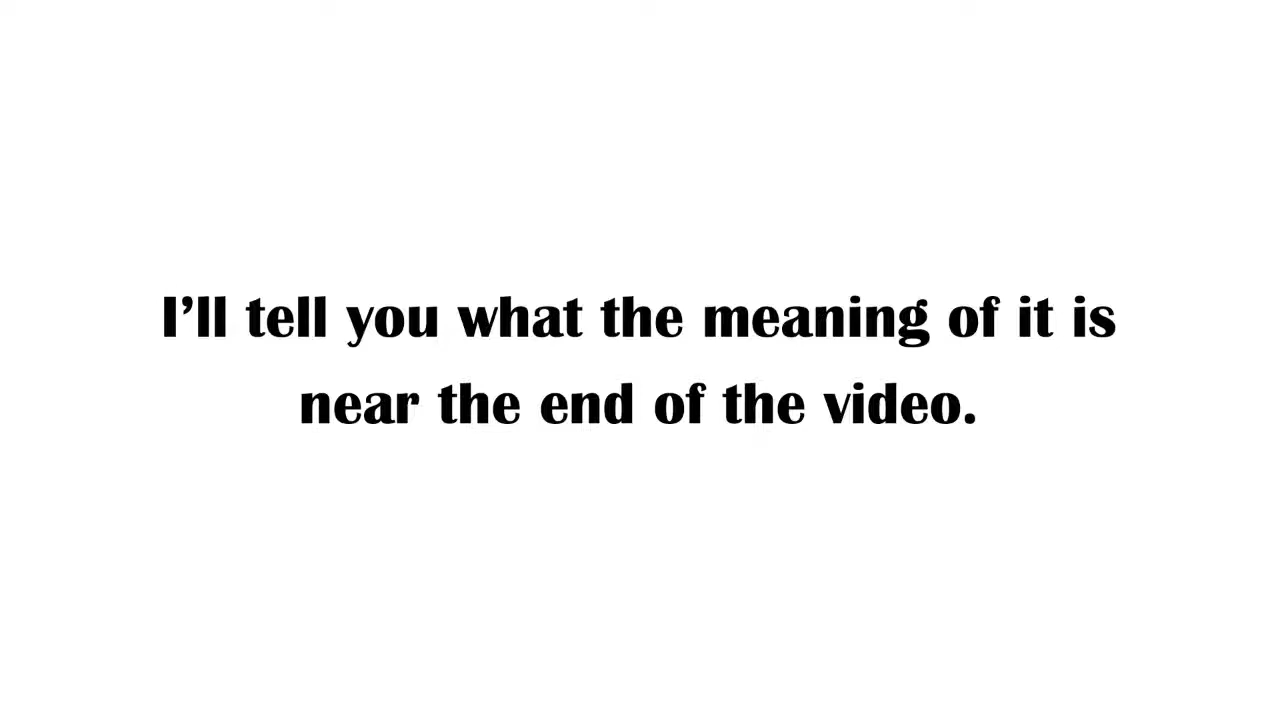 I’ll tell you what the meaning of it is
near the end of the video.